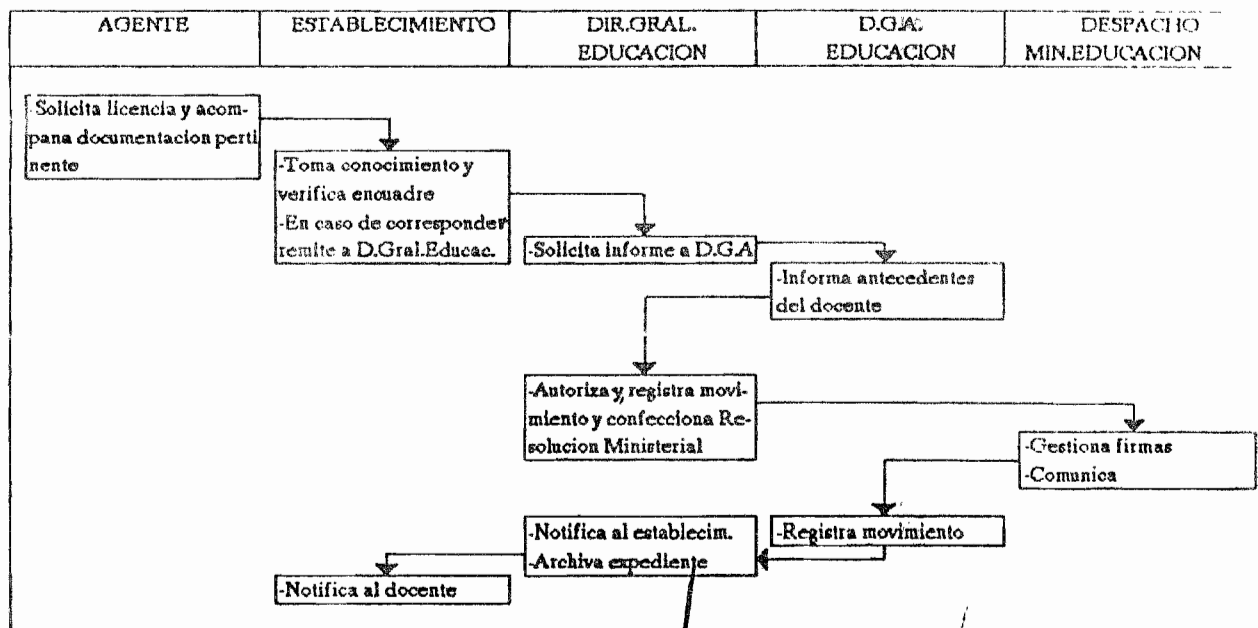 AGENTE
ESTABLECIMIENTO
DIR.GRAL.
EDUCACION
D.G.A.
EDUCACION
DESPACHO
MIN.EDUCACION
-Solicita licencia y acom-
pana documentacion perti
nente
-Toma conocimiento y
verifica encuadre
-En caso de corresponder
remite a D.Gral.Educac.
-Solicita informe a D.G.A
-Informa antecedentes
del docente
-Autoriza y registra movi-
miento y confecciona Re-
solucion Ministerial
-Gestiona firmas
-Comunica
-Registra movimiento
-Notifica al establecim.
-Archiva expediente
-Notifica al docente